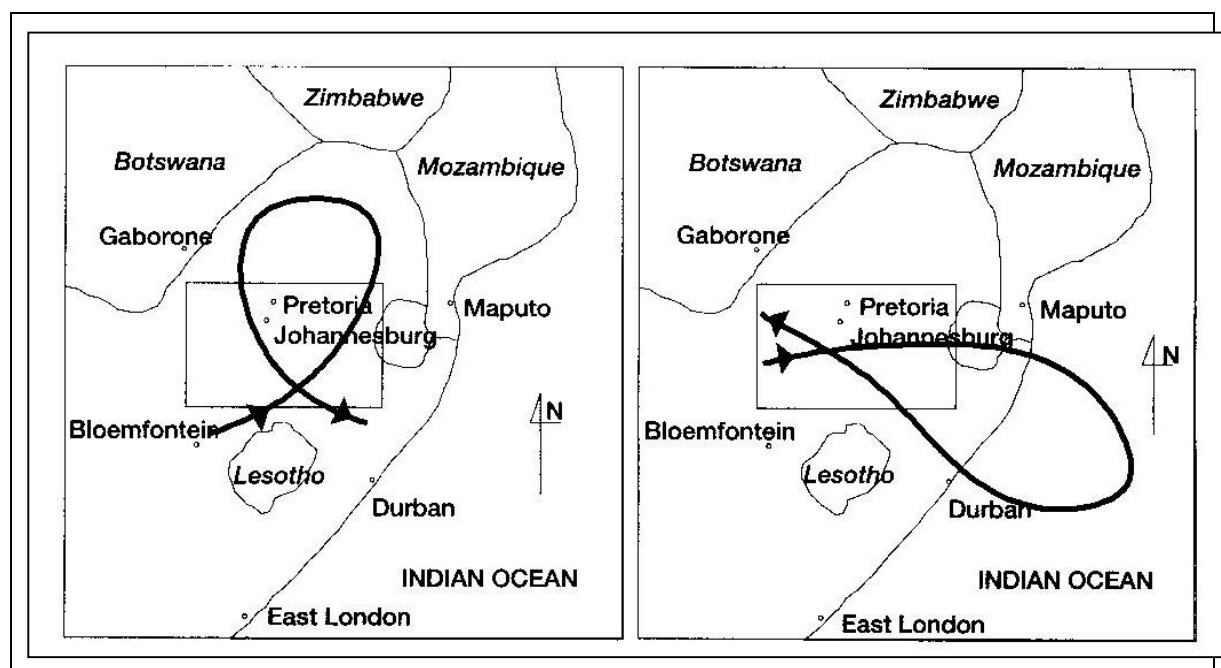 Zimbabwe
Botswana
Mozambique
Gaborone
Pretoria
Maputo
Johannesburg
N
Bloemfontein
Lesotho
Durban
INDIAN OCEAN
East London
Zimbabwe
Botswana
Mozambique
Gaborone
Pretoria
Maputo
Johannesburg
N
Bloemfontein
Lesotho
Durban
INDIAN OCEAN
East London